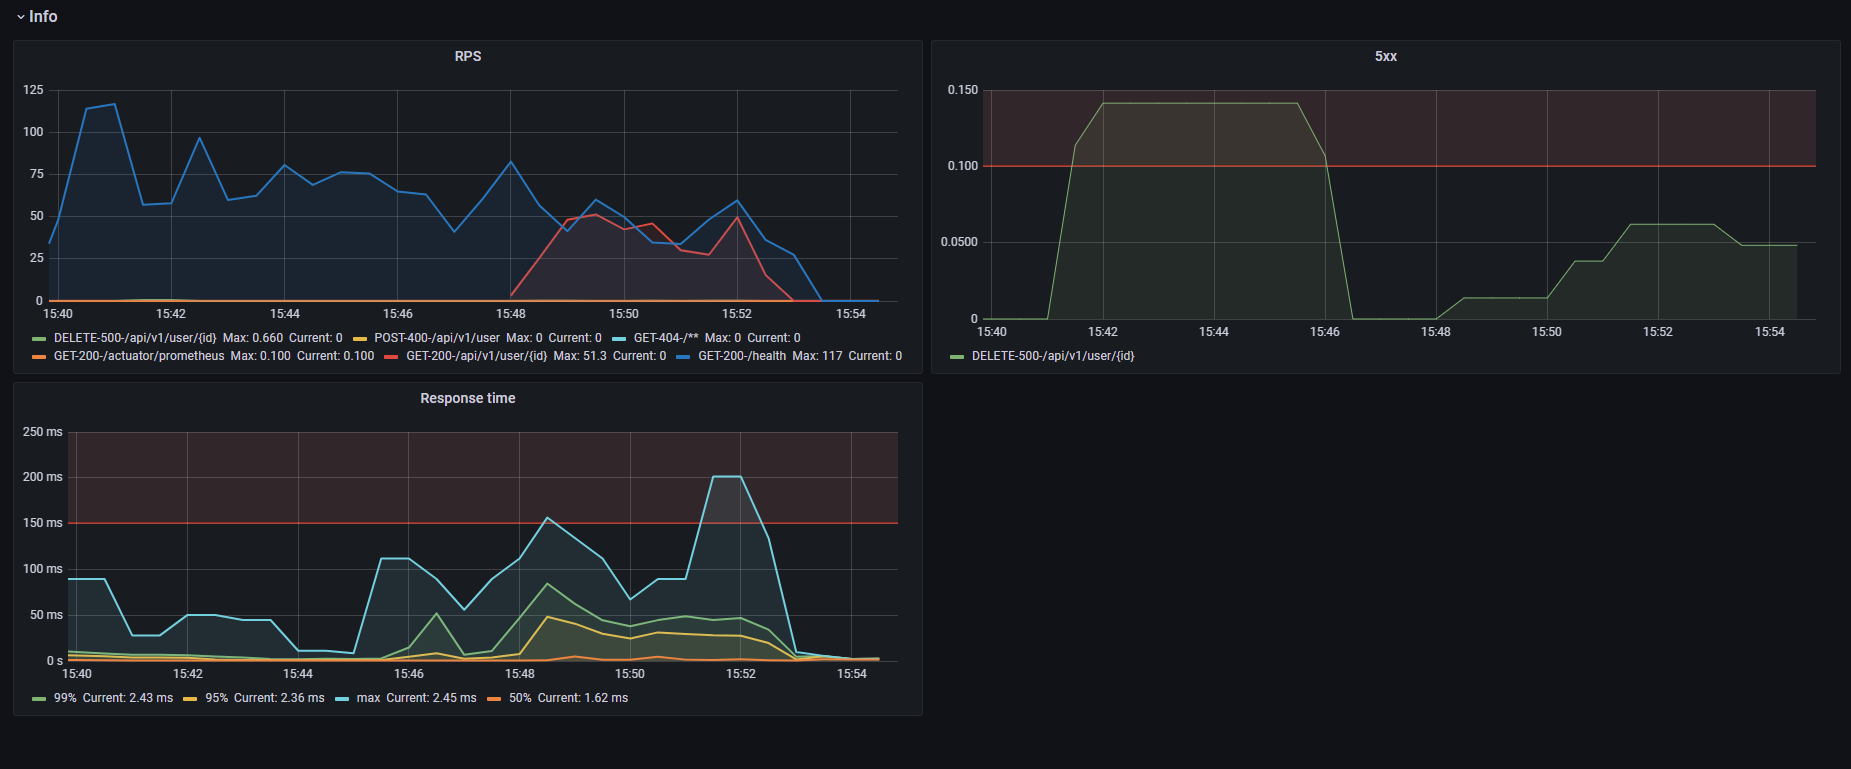 Info
RPS
125
100
75
50
25
0
15:40 15:42 15:44 15:46 15:48 15:50 15:52 15:54
DELETE-500-/api/v1/user/{id} Max: 0.660 Current: 0 POST-400-/api/v1/user Max: 0 Current: 0 GET-404-/** Max: 0 Current: 0
GET-200-/actuator/prometheus Max: 0.100 Current: 0.100 GET-200-/api/v1/user/{id} Max: 51.3 Current: 0 GET-200-/health Max: 117 Current: 0
5xx
0.150
0.100
0.0500
0
15:40 15:42 15:44 15:46 15:48 15:50 15:52 15:54
DELETE-500-/api/v1/user/{id}
Response time
250 ms
200 ms
150 ms
100 ms
50 ms
0 s
15:40 15:42 15:44 15:46 15:48 15:50 15:52 15:54
99% Current: 2.43 ms 95% Current: 2.36 ms max Current: 2.45 ms 50% Current: 1.62 ms